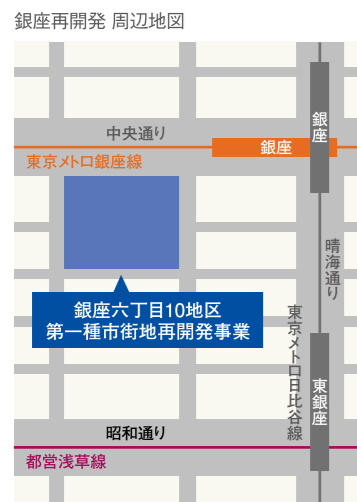 銀座再開発 周辺地図
中央通り
銀座
銀座
東京メトロ銀座線
晴海通り
銀座六丁目10地区
第一種市街地再開発事業
東京メトロ日比谷線
東銀座
昭和通り
都営浅草線